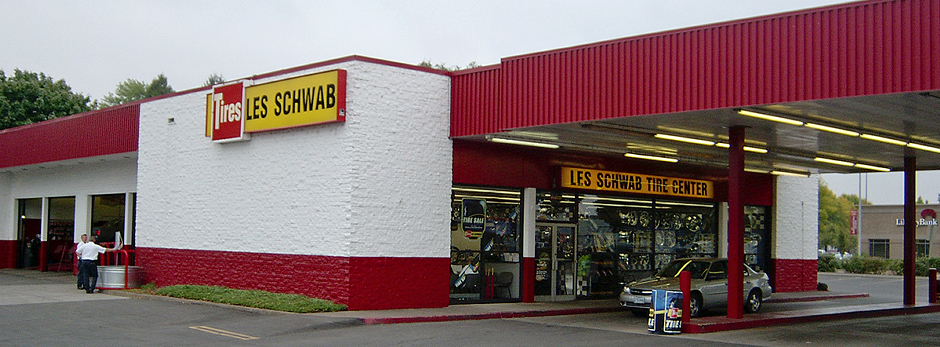 Tires LES SCHWAB
LES SCHWAB TIRE CENTER
TIRE SALE